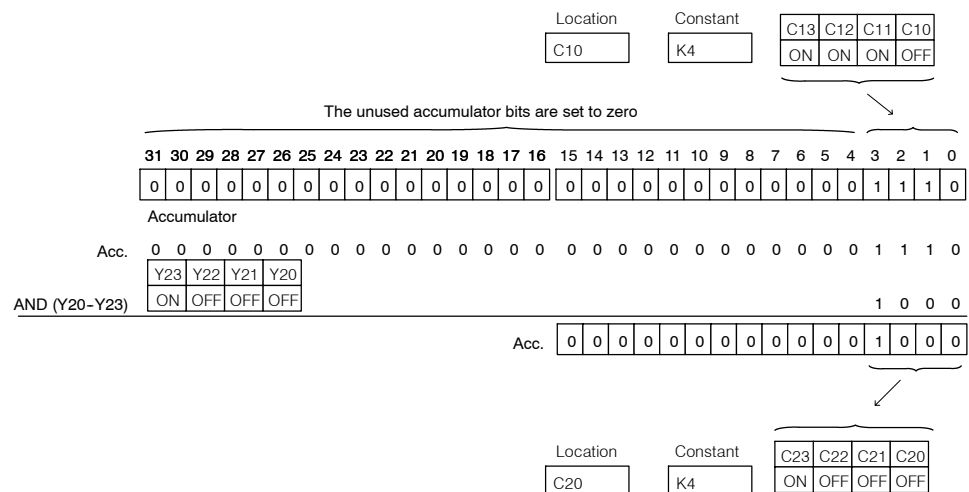 Location Constant C13 C12 C11 C10
C10 K4 ON ON ON OFF
The unused accumulator bits are set to zero
31 30 29 28 27 26 25 24 23 22 21 20 19 18 17 16 15 14 13 12 11 10 9 8 7 6 5 4 3 2 1 0
0 0 0 0 0 0 0 0 0 0 0 0 0 0 0 0 0 0 0 0 0 0 0 0 0 0 0 0 1 1 1 0
Accumulator
Acc. 0 0 0 0 0 0 0 0 0 0 0 0 0 0 0 0 0 0 0 0 0 0 0 0 0 0 0 0 1 1 1 0
Y23 Y22 Y21 Y20
ON OFF OFF OFF
AND (Y20-Y23) 1 0 0 0
Acc. 0 0 0 0 0 0 0 0 0 0 0 0 1 0 0 0
Location Constant C23 C22 C21 C20
C20 K4 ON OFF OFF OFF